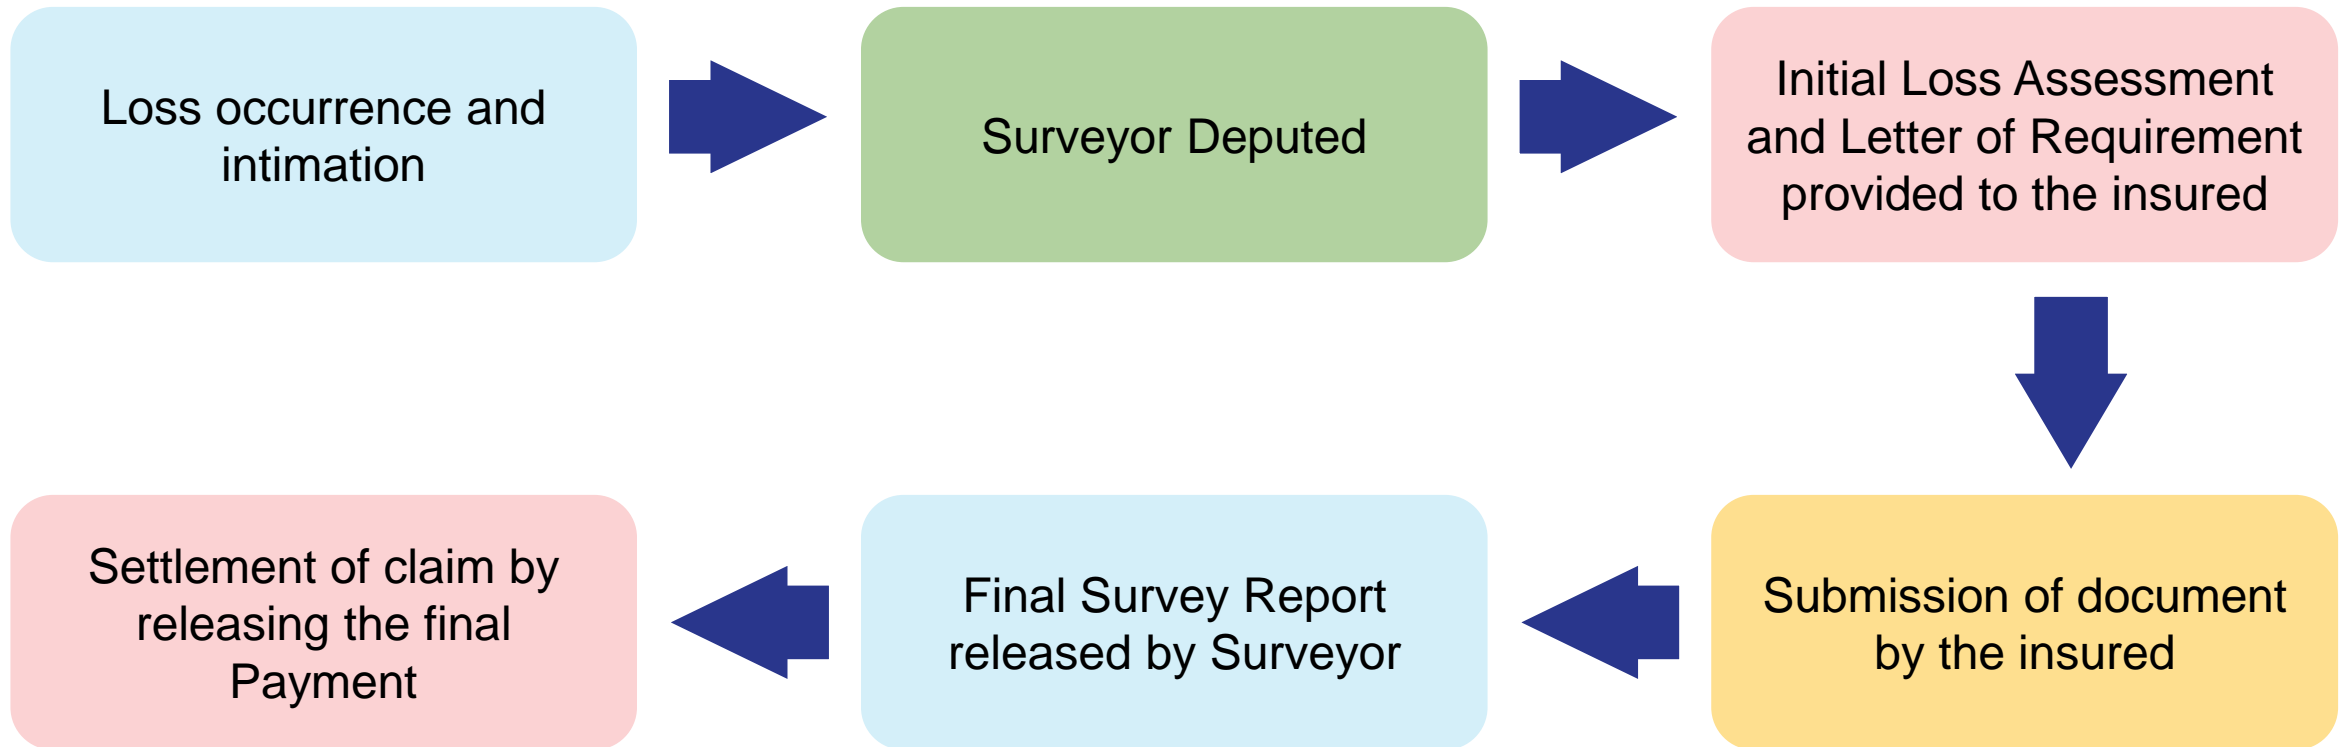 Loss occurrence and
intimation
Surveyor Deputed
Initial Loss Assessment
and Letter of Requirement
provided to the insured
Submission of document
by the insured
Final Survey Report
released by Surveyor
Settlement of claim by
releasing the final
Payment